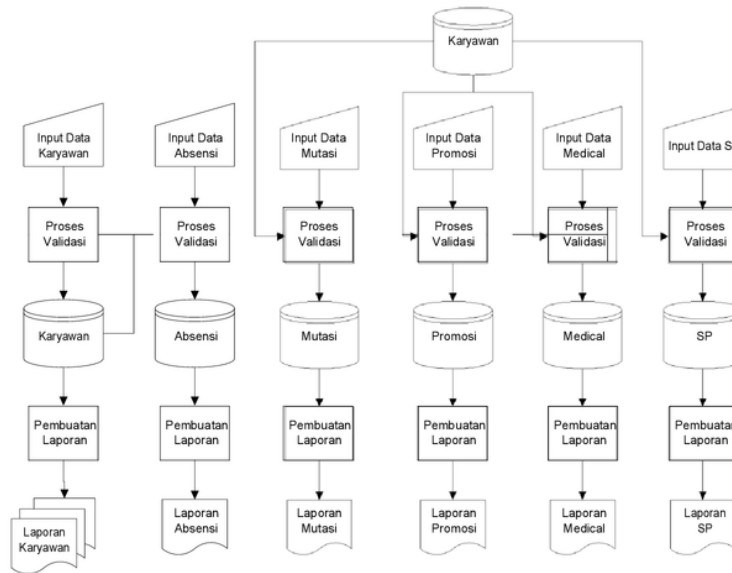 Karyawan
Input Data
Karyawan
Input Data
Absensi
Input Data
Mutasi
Input Data
Promosi
Input Data
Medical
Input Data S
Proses
Validasi
Proses
Validasi
Proses
Validasi
Proses
Validasi
Proses
Validasi
Proses
Validasi
Karyawan
Absensi
Mutasi
Promosi
Medical
SP
Pembuatan
Laporan
Pembuatan
Laporan
Pembuatan
Laporan
Pembuatan
Laporan
Pembuatan
Laporan
Pembuatan
Laporan
Laporan
Karyawan
Laporan
Absensi
Laporan
Mutasi
Laporan
Promosi
Laporan
Medical
Laporan
SP